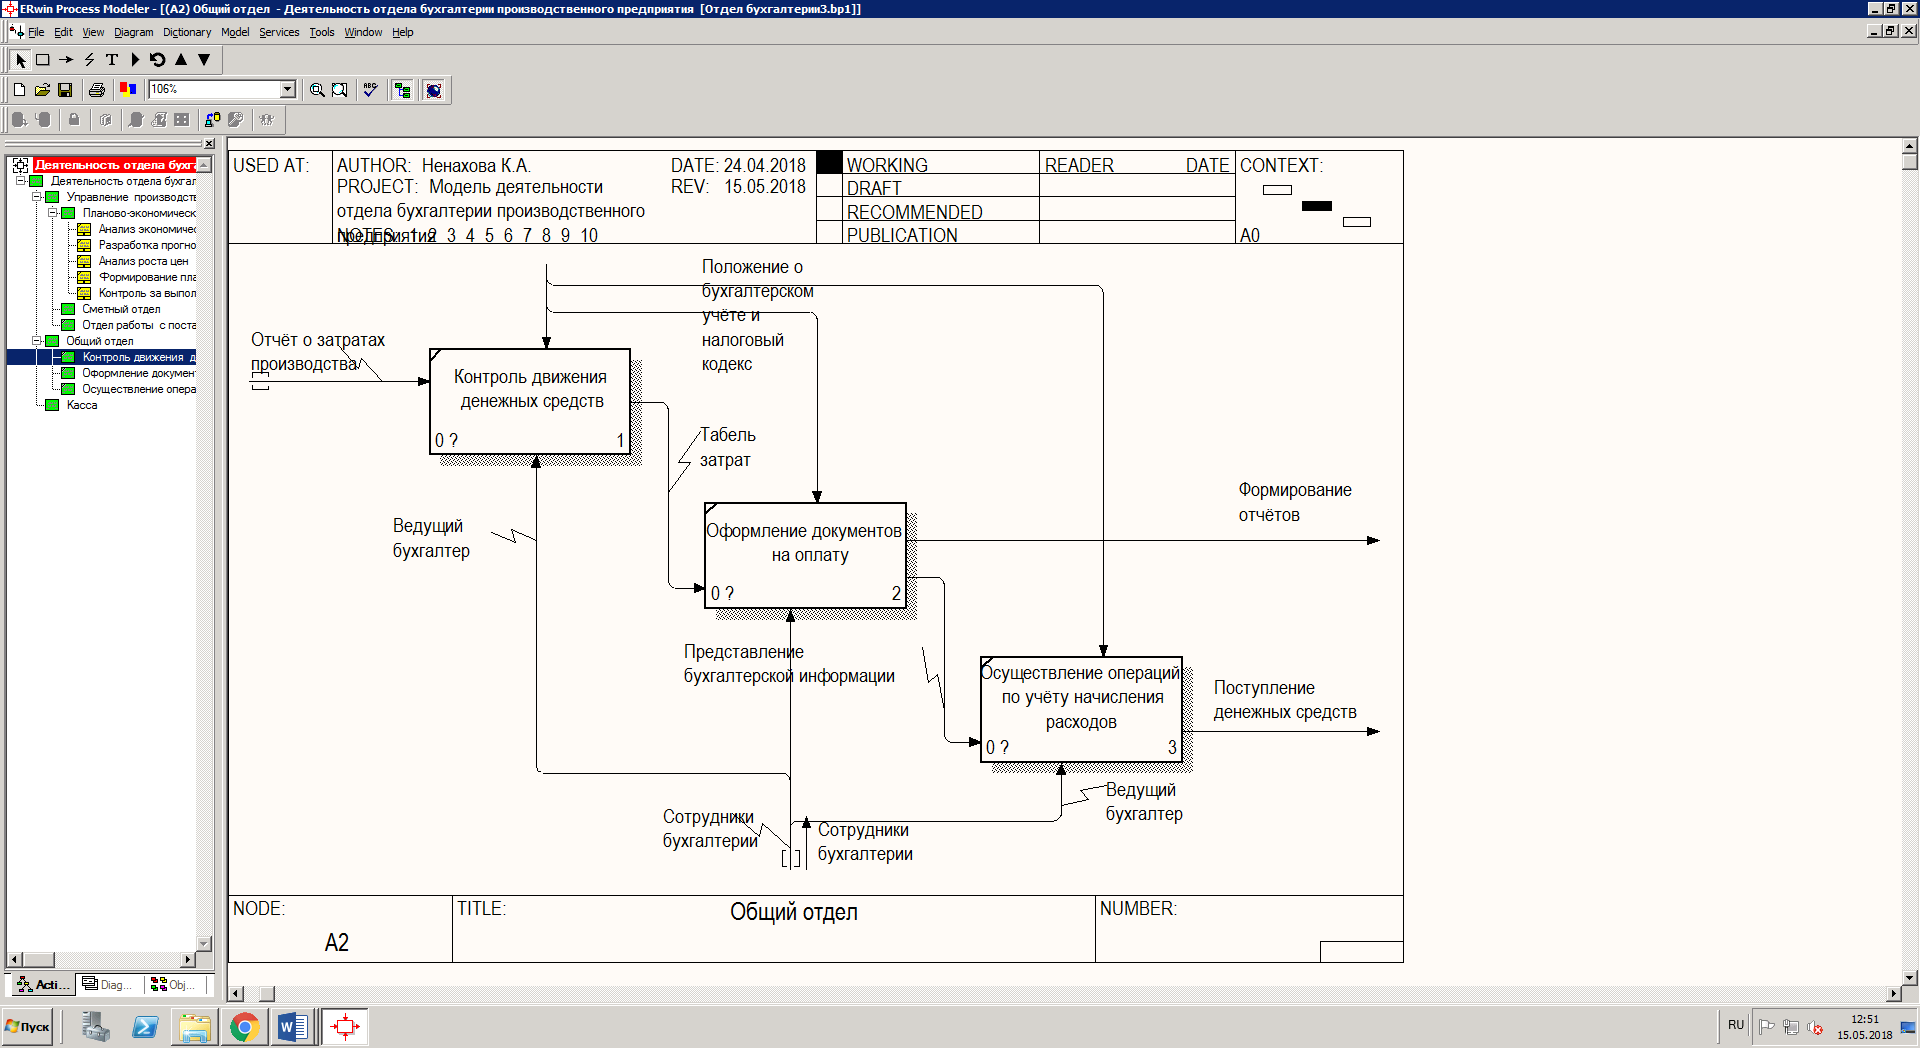 ERwin Process Modeler - [(A2) Общий отдел - Деятельность отдела бухгалтерии производственного предприятия [Отдел бухгалтерии3.bp1]]
File Edit View Diagram Dictionary Model Services Tools Window Help
106%
Деятельность отдела бухга
Деятельность отдела бухгал
Управление производств
Планово-экономическ
Анализ экономичес
Разработка прогно
Анализ роста цен
Формирование пла
Контроль за выпол
Сметный отдел
Отдел работы с поста
Общий отдел
Контроль движения д
Оформление докумен
Осуществление опера
Касса
Acti... Diag... Obj...
USED AT:
AUTHOR: Ненахова К.А.
DATE: 24.04.2018
PROJECT: Модель деятельности
REV: 15.05.2018
отдела бухгалтерии производственного
предприятия
NOTES: 1 2 3 4 5 6 7 8 9 10
WORKING
DRAFT
RECOMMENDED
PUBLICATION
READER DATE
CONTEXT:
A0
Положение о
бухгалтерском
учёте и
налоговый
кодекс
Отчёт о затратах
производства
Контроль движения
денежных средств
0 ? 1
Табель
затрат
Ведущий
бухгалтер
Формирование
отчётов
Оформление документов
на оплату
0 ? 2
Представление
бухгалтерской информации
Осуществление операций
по учёту начисления
расходов
0 ? 3
Поступление
денежных средств
Ведущий
бухгалтер
Сотрудники
бухгалтерии
Сотрудники
бухгалтерии
NODE:
A2
TITLE:
Общий отдел
NUMBER:
Пуск
RU
12:51
15.05.2018